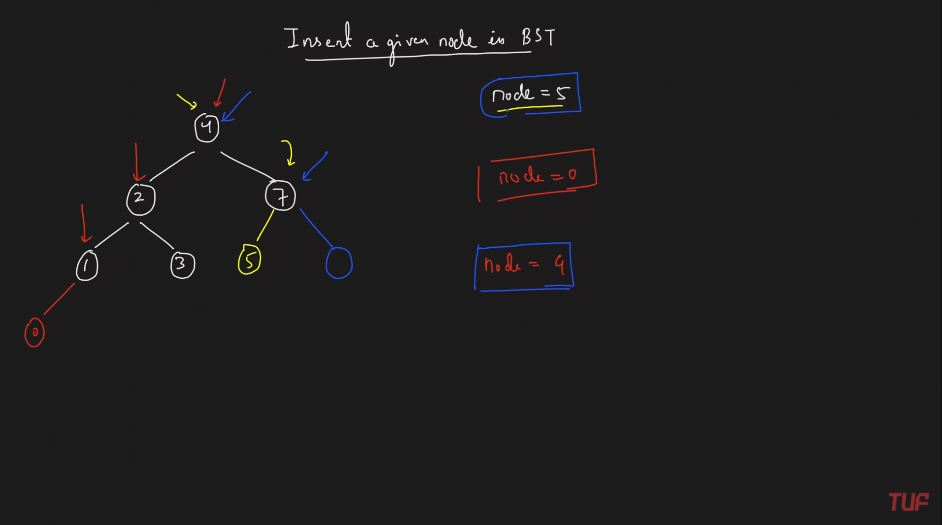 Insert a given node in BST
node = 5
4
2
7
node = 0
1
3
5
node = 9
0
TUF